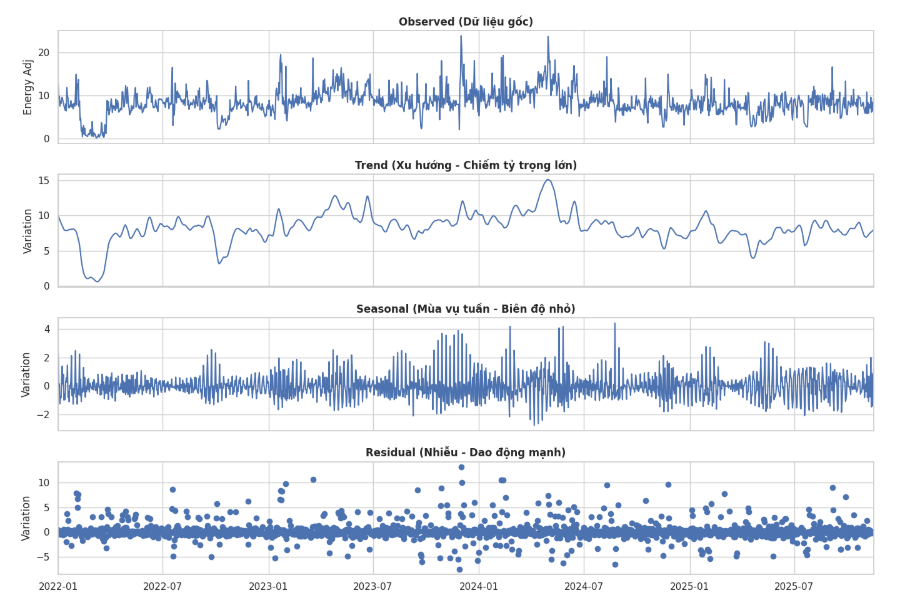 Observed (Dữ liệu gốc)
Energy Adj
20
10
0
Trend (Xu hướng - Chiếm tỷ trọng lớn)
Variation
15
10
5
0
Seasonal (Mùa vụ tuần - Biên độ nhỏ)
Variation
4
2
0
−2
Residual (Nhiễu - Dao động mạnh)
Variation
10
5
0
−5
2022-01 2022-07 2023-01 2023-07 2024-01 2024-07 2025-01 2025-07